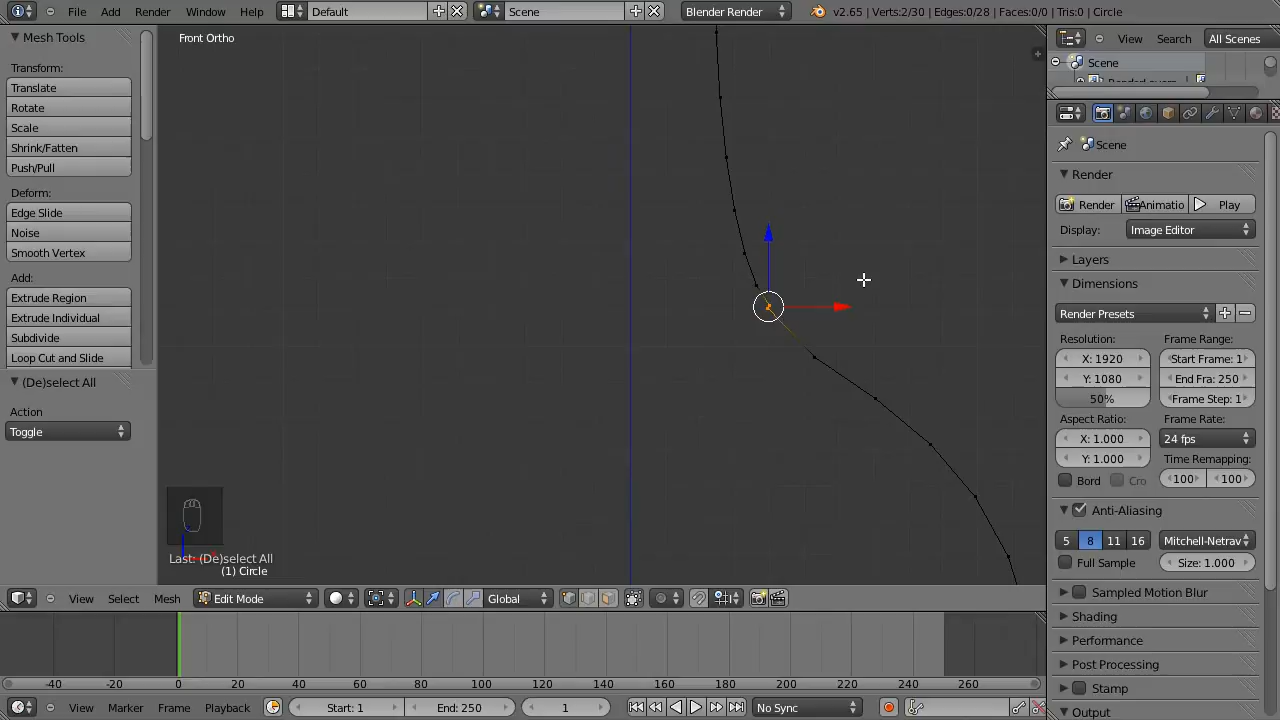 File Add Render Window Help Default Scene Blender Render v2.65 | Verts:2/30 | Edges:0/28 | Faces:0/0 | Tris:0 | Circle
Mesh Tools
Transform:
Translate
Rotate
Scale
Shrink/Fatten
Push/Pull
Deform:
Edge Slide
Noise
Smooth Vertex
Add:
Extrude Region
Extrude Individual
Subdivide
Loop Cut and Slide
(De)select All
Action
Toggle
Front Ortho
Last: (De)select All
(1) Circle
View Select Mesh Edit Mode Global
-40 -20 0 20 40 60 80 100 120 140 160 180 200 220 240 260
View Marker Frame Playback Start: 1 End: 250 1 No Sync
View Search All Scenes
Scene
Scene
Render
Render Animatio Play
Display: Image Editor
Layers
Dimensions
Render Presets
Resolution: Frame Range:
X: 1920 Start Frame: 1
Y: 1080 End Fra: 250
50% Frame Step: 1
Aspect Ratio: Frame Rate:
X: 1.000 24 fps
Y: 1.000 Time Remapping:
Bord Cro 100 100
Anti-Aliasing
5 8 11 16 Mitchell-Netrav
Full Sample Size: 1.000
Sampled Motion Blur
Shading
Performance
Post Processing
Stamp
Output